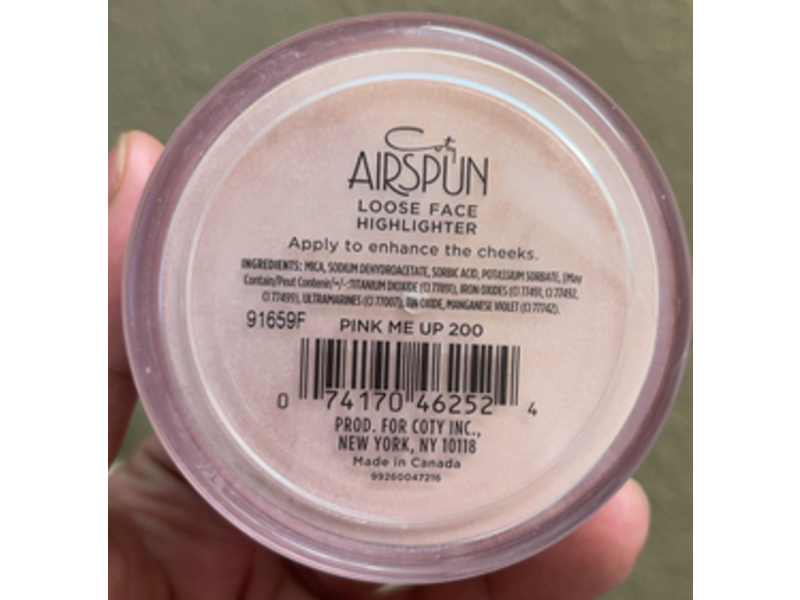 Coty
AIRSPUN
LOOSE FACE
HIGHLIGHTER
Apply to enhance the cheeks.
INGREDIENTS: MICA, SODIUM DEHYDROACETATE, SORBIC ACID, POTASSIUM SORBATE, [May
Contain/Peut Contenir/+/-:TITANIUM DIOXIDE (CI 77891), IRON OXIDES (CI 77491, CI 77492,
CI 77499), ULTRAMARINES (CI 77007), TIN OXIDE, MANGANESE VIOLET (CI 77742).
91659F PINK ME UP 200
0 74170 46252 4
PROD. FOR COTY INC.,
NEW YORK, NY 10118
Made in Canada
99260047216